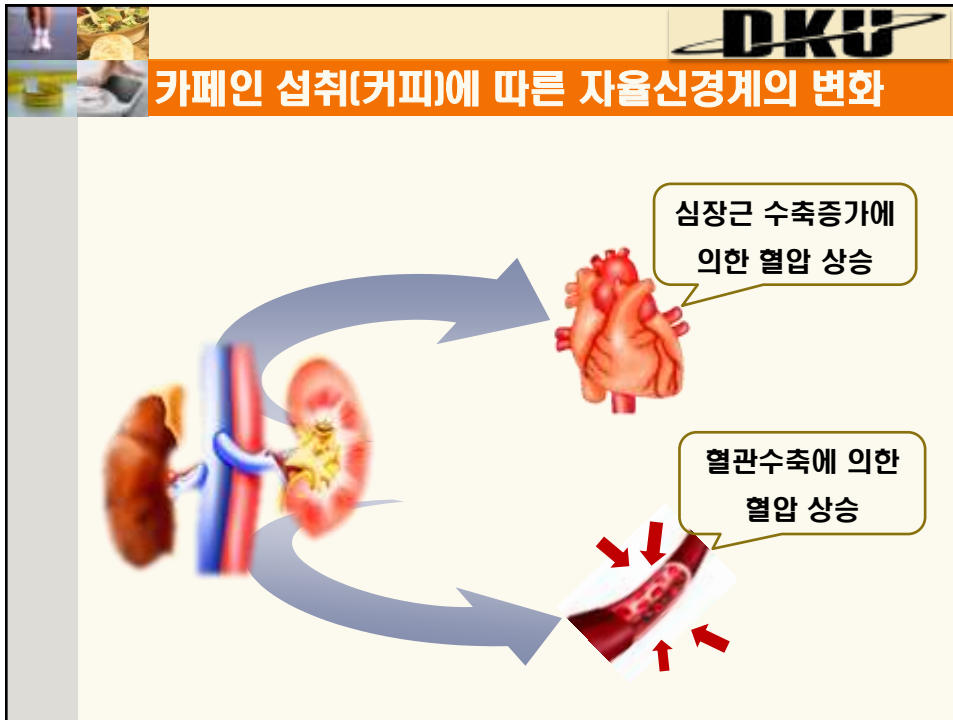 DKU
카페인 섭취(커피)에 따른 자율신경계의 변화
심장근 수축증가에
의한 혈압 상승
혈관수축에 의한
혈압 상승